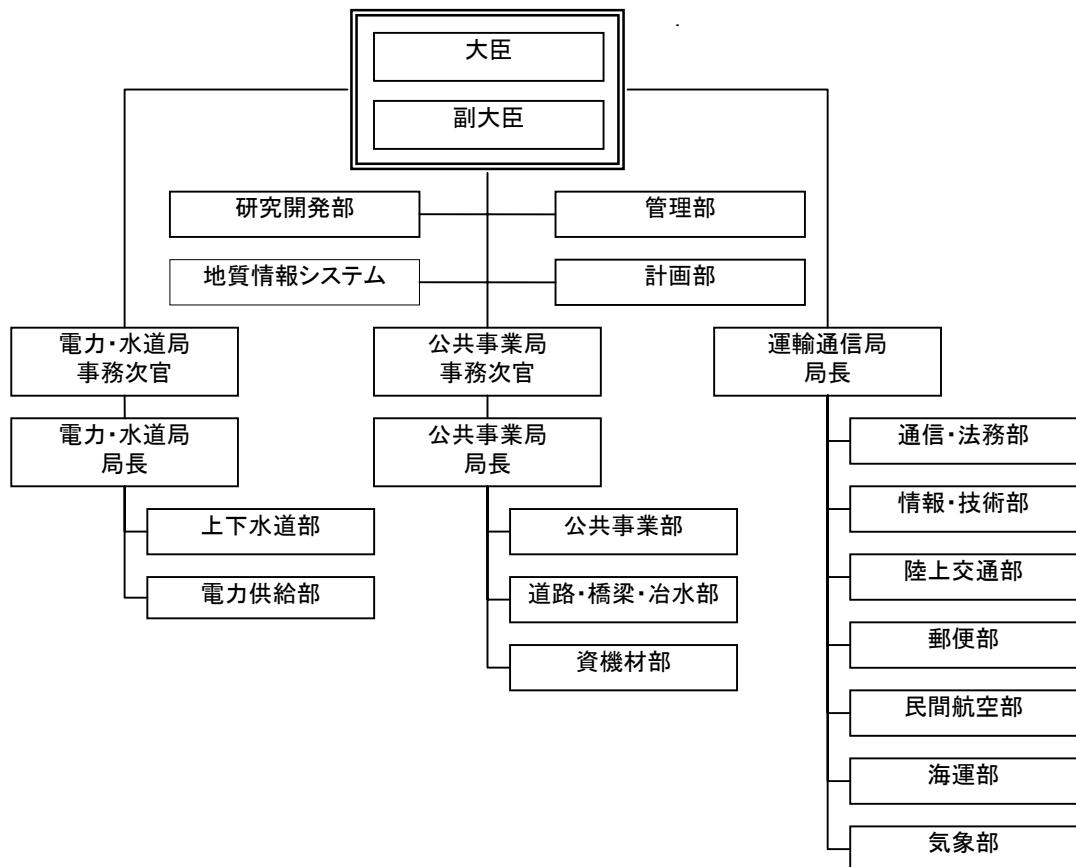 大臣
副大臣
研究開発部
管理部
地質情報システム
計画部
電力・水道局
事務次官
公共事業局
事務次官
運輸通信局
局長
電力・水道局
局長
公共事業局
局長
通信・法務部
上下水道部
公共事業部
情報・技術部
電力供給部
道路・橋梁・冶水部
陸上交通部
資機材部
郵便部
民間航空部
海運部
気象部